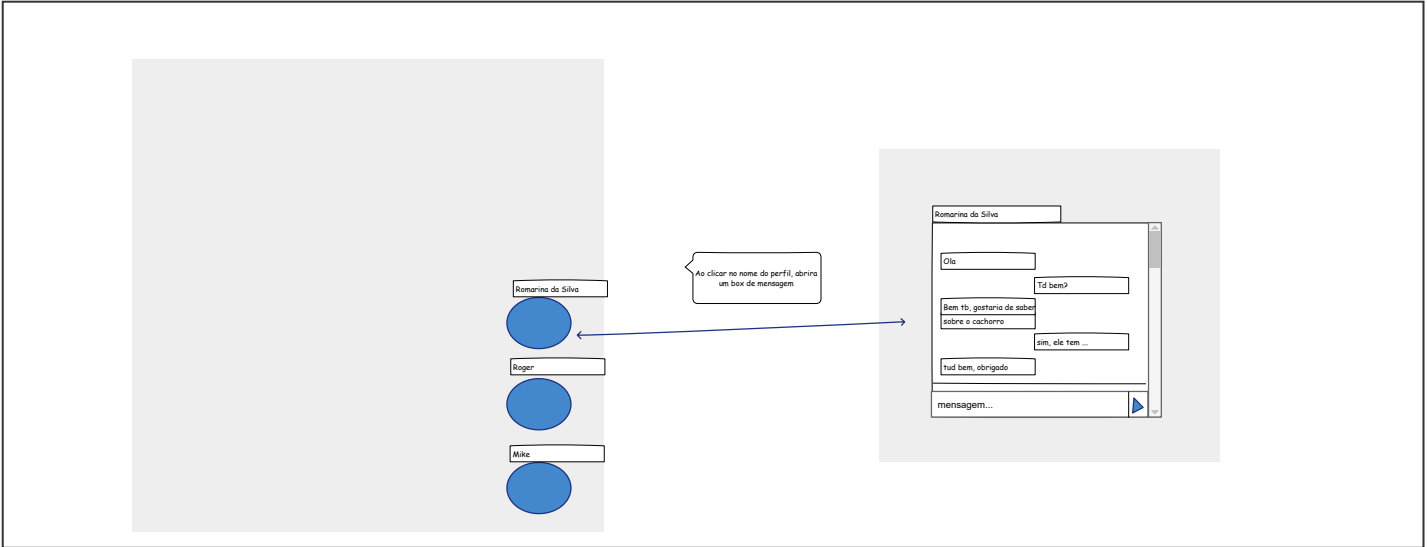 Romarina da Silva
Roger
Mike
Ao clicar no nome do perfil, abrira
um box de mensagem
Romarina da Silva
Ola
Td bem?
Bem tb, gostaria de saber
sobre o cachorro
sim, ele tem ...
tud bem, obrigado
mensagem...